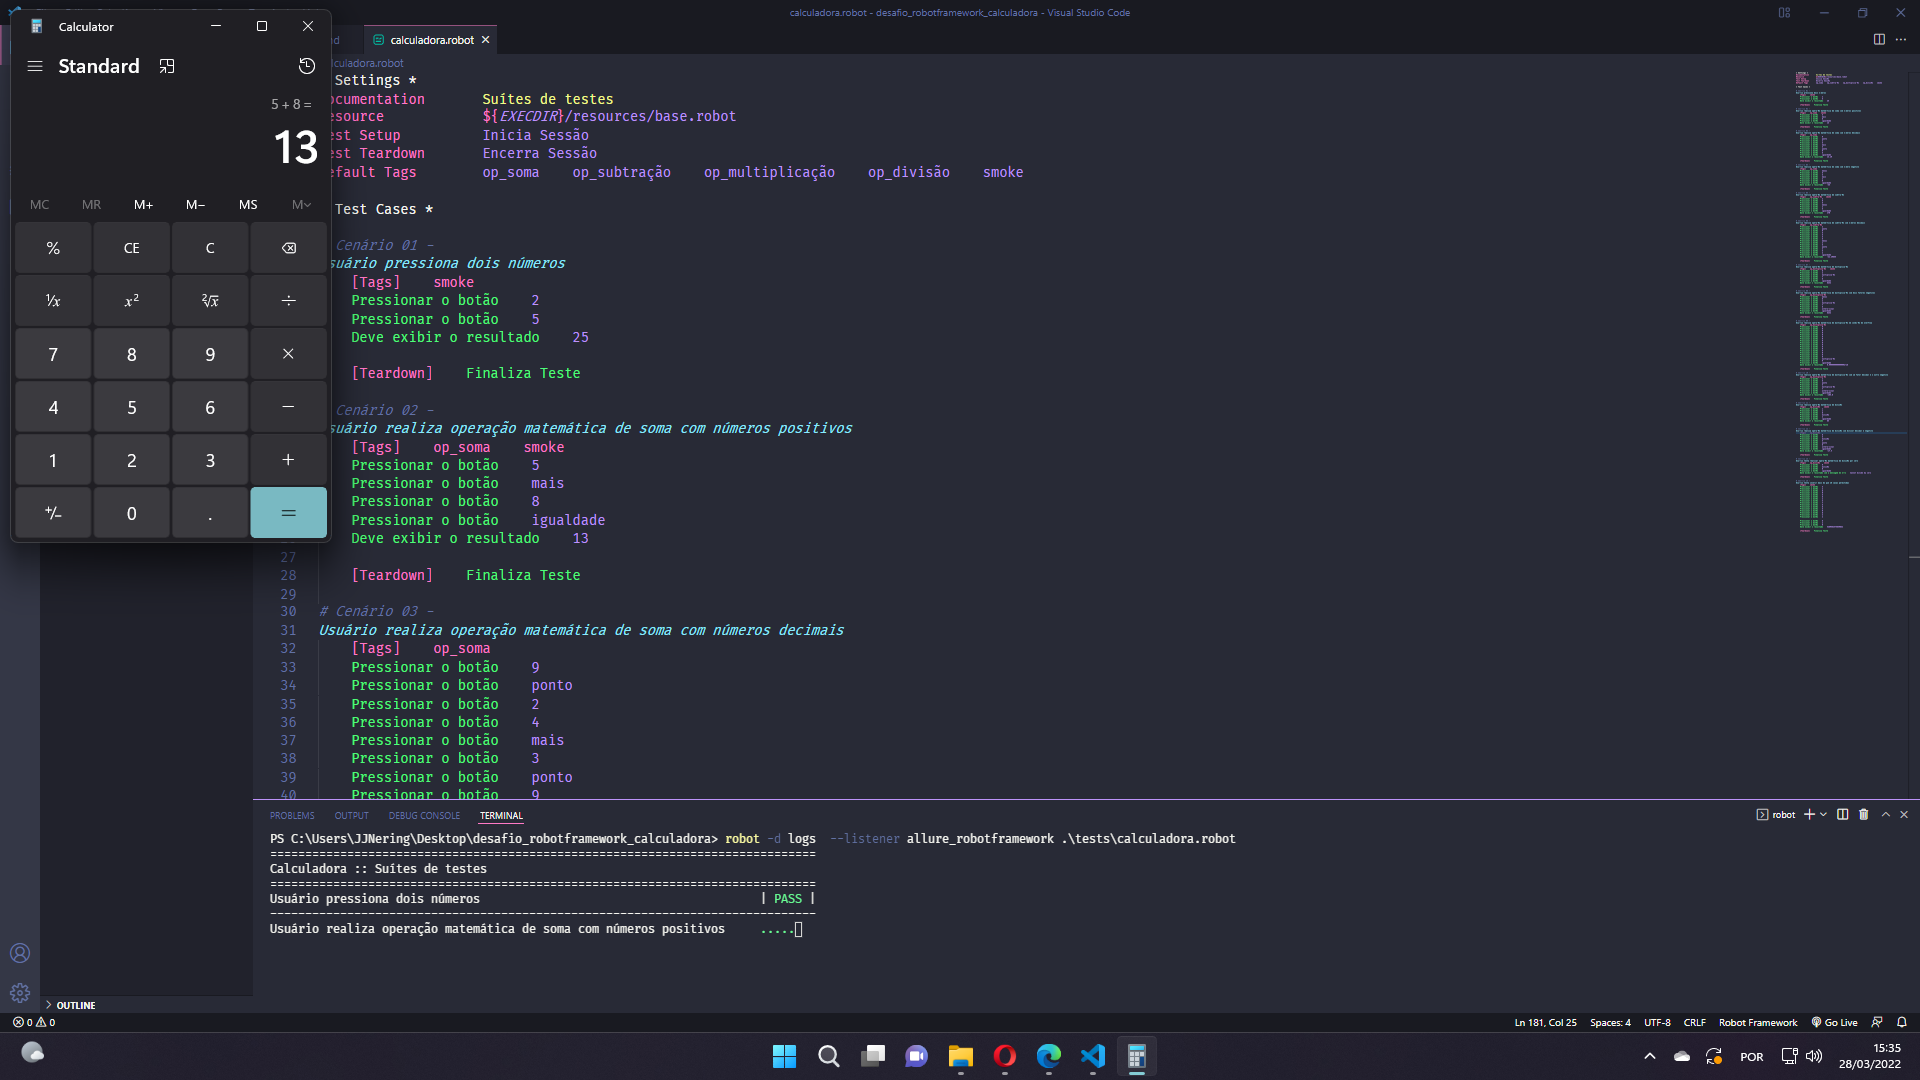 calculadora.robot - desafio_robotframework_calculadora - Visual Studio Code
Calculator
calculadora.robot
Standard
5 + 8 =
13
MC MR M+ M− MS M˅
% CE C
¹/x x² ²√x ÷
7 8 9 ×
4 5 6 −
1 2 3 +
+/− 0 . =
lculadora.robot
Settings *
ocumentation Suítes de testes
esource ${EXECDIR}/resources/base.robot
est Setup Inicia Sessão
est Teardown Encerra Sessão
efault Tags op_soma op_subtração op_multiplicação op_divisão smoke
Test Cases *
Cenário 01 -
suário pressiona dois números
[Tags] smoke
Pressionar o botão 2
Pressionar o botão 5
Deve exibir o resultado 25
[Teardown] Finaliza Teste
Cenário 02 -
suário realiza operação matemática de soma com números positivos
[Tags] op_soma smoke
Pressionar o botão 5
Pressionar o botão mais
Pressionar o botão 8
Pressionar o botão igualdade
Deve exibir o resultado 13
27
28 [Teardown] Finaliza Teste
29
30 # Cenário 03 -
31 Usuário realiza operação matemática de soma com números decimais
32 [Tags] op_soma
33 Pressionar o botão 9
34 Pressionar o botão ponto
35 Pressionar o botão 2
36 Pressionar o botão 4
37 Pressionar o botão mais
38 Pressionar o botão 3
39 Pressionar o botão ponto
40 Pressionar o botão 9
PROBLEMS OUTPUT DEBUG CONSOLE TERMINAL
robot
PS C:\Users\JJNering\Desktop\desafio_robotframework_calculadora> robot -d logs --listener allure_robotframework .\tests\calculadora.robot
==============================================================================
Calculadora :: Suítes de testes
==============================================================================
Usuário pressiona dois números | PASS |
------------------------------------------------------------------------------
Usuário realiza operação matemática de soma com números positivos .....
OUTLINE
0 0
Ln 181, Col 25 Spaces: 4 UTF-8 CRLF Robot Framework Go Live
POR
15:35
28/03/2022